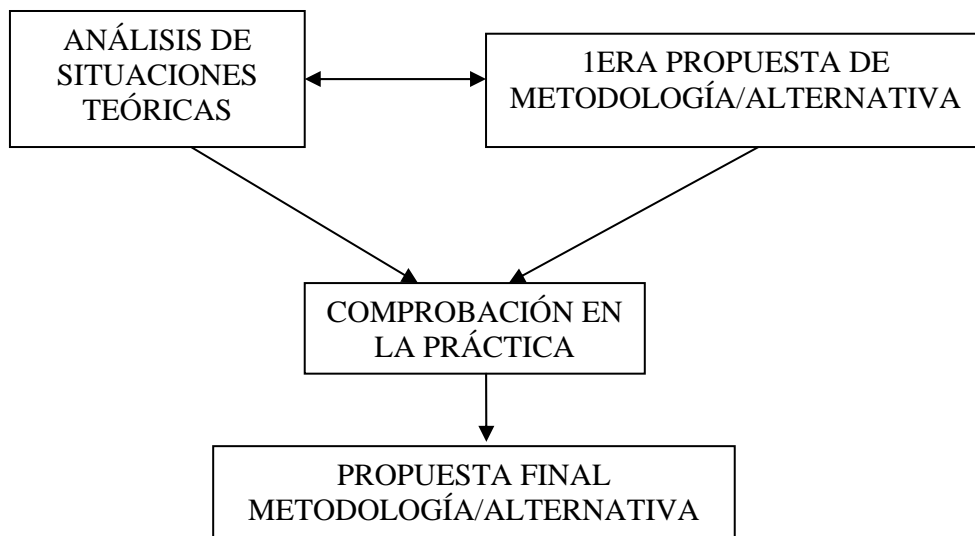 ANÁLISIS DE
SITUACIONES
TEÓRICAS
1ERA PROPUESTA DE
METODOLOGÍA/ALTERNATIVA
COMPROBACIÓN EN
LA PRÁCTICA
PROPUESTA FINAL
METODOLOGÍA/ALTERNATIVA